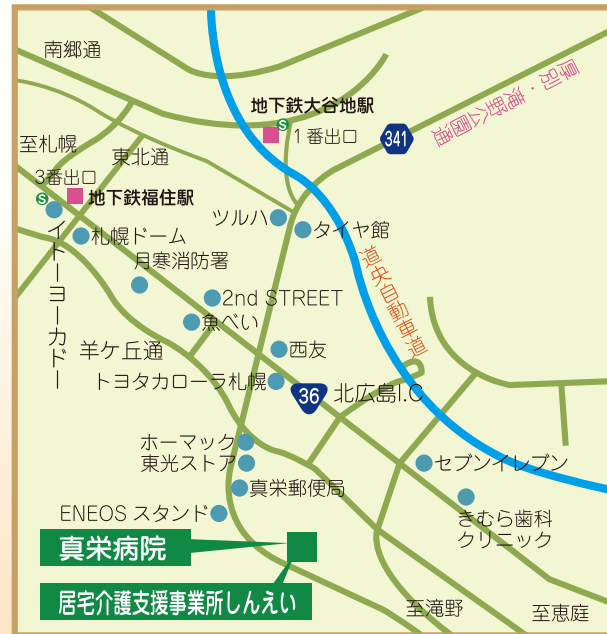 南郷通
地下鉄大谷地駅
S
1番出口
341
厚別・滝野公園通
至札幌
東北通
3番出口
S
地下鉄福住駅
ツルハ
タイヤ館
札幌ドーム
イトーヨーカドー
月寒消防署
道央自動車道
2nd STREET
魚べい
羊ケ丘通
西友
トヨタカローラ札幌
36
北広島I.C
ホーマック
東光ストア
セブンイレブン
真栄郵便局
ENEOS スタンド
きむら歯科
クリニック
真栄病院
居宅介護支援事業所しんえい
至滝野
至恵庭